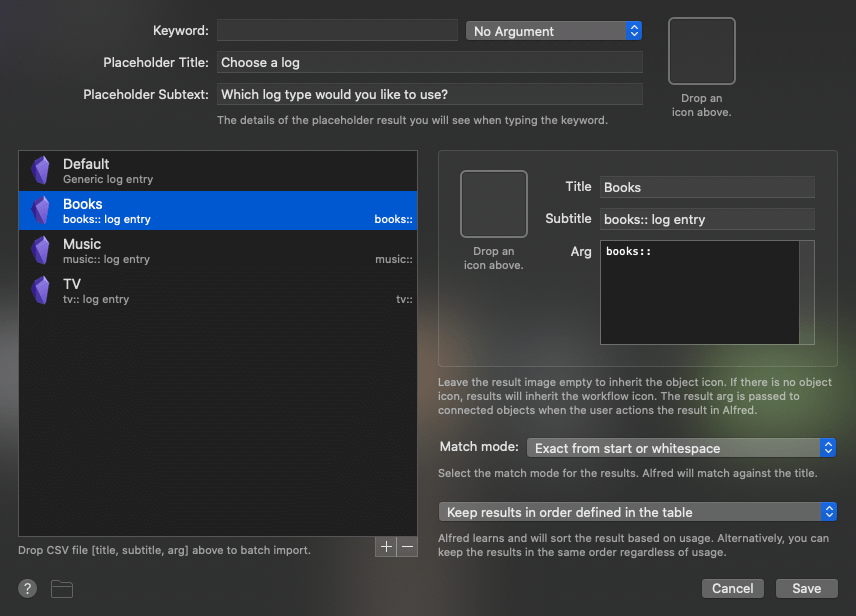 Keyword:
No Argument
Placeholder Title: Choose a log
Placeholder Subtext: Which log type would you like to use?
The details of the placeholder result you will see when typing the keyword.
Drop an
icon above.
Default
Generic log entry
Books
books:: log entry books::
Music
music:: log entry music::
TV
tv:: log entry tv::
Drop CSV file [title, subtitle, arg] above to batch import.
+ −
Drop an
icon above.
Title Books
Subtitle books:: log entry
Arg books::
Leave the result image empty to inherit the object icon. If there is no object
icon, results will inherit the workflow icon. The result arg is passed to
connected objects when the user actions the result in Alfred.
Match mode: Exact from start or whitespace
Select the match mode for the results. Alfred will match against the title.
Keep results in order defined in the table
Alfred learns and will sort the result based on usage. Alternatively, you can
keep the results in the same order regardless of usage.
?
Cancel Save